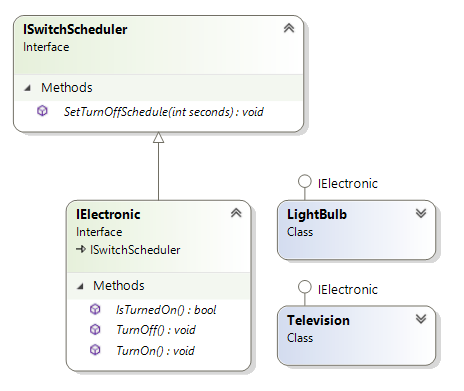 ISwitchScheduler
Interface
Methods
SetTurnOffSchedule(int seconds) : void
IElectronic
Interface
ISwitchScheduler
Methods
IsTurnedOn() : bool
TurnOff() : void
TurnOn() : void
IElectronic
LightBulb
Class
IElectronic
Television
Class